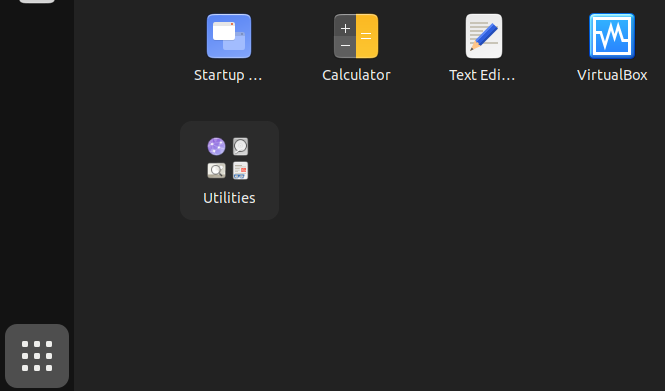 Startup ...
Calculator
Text Edi...
VirtualBox
Utilities